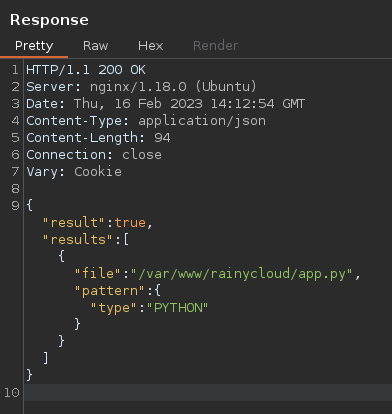 Response
Pretty Raw Hex Render
1 HTTP/1.1 200 OK
2 Server: nginx/1.18.0 (Ubuntu)
3 Date: Thu, 16 Feb 2023 14:12:54 GMT
4 Content-Type: application/json
5 Content-Length: 94
6 Connection: close
7 Vary: Cookie
8
9 {
"result":true,
"results":[
{
"file":"/var/www/rainycloud/app.py",
"pattern":{
"type":"PYTHON"
}
}
]
}
10